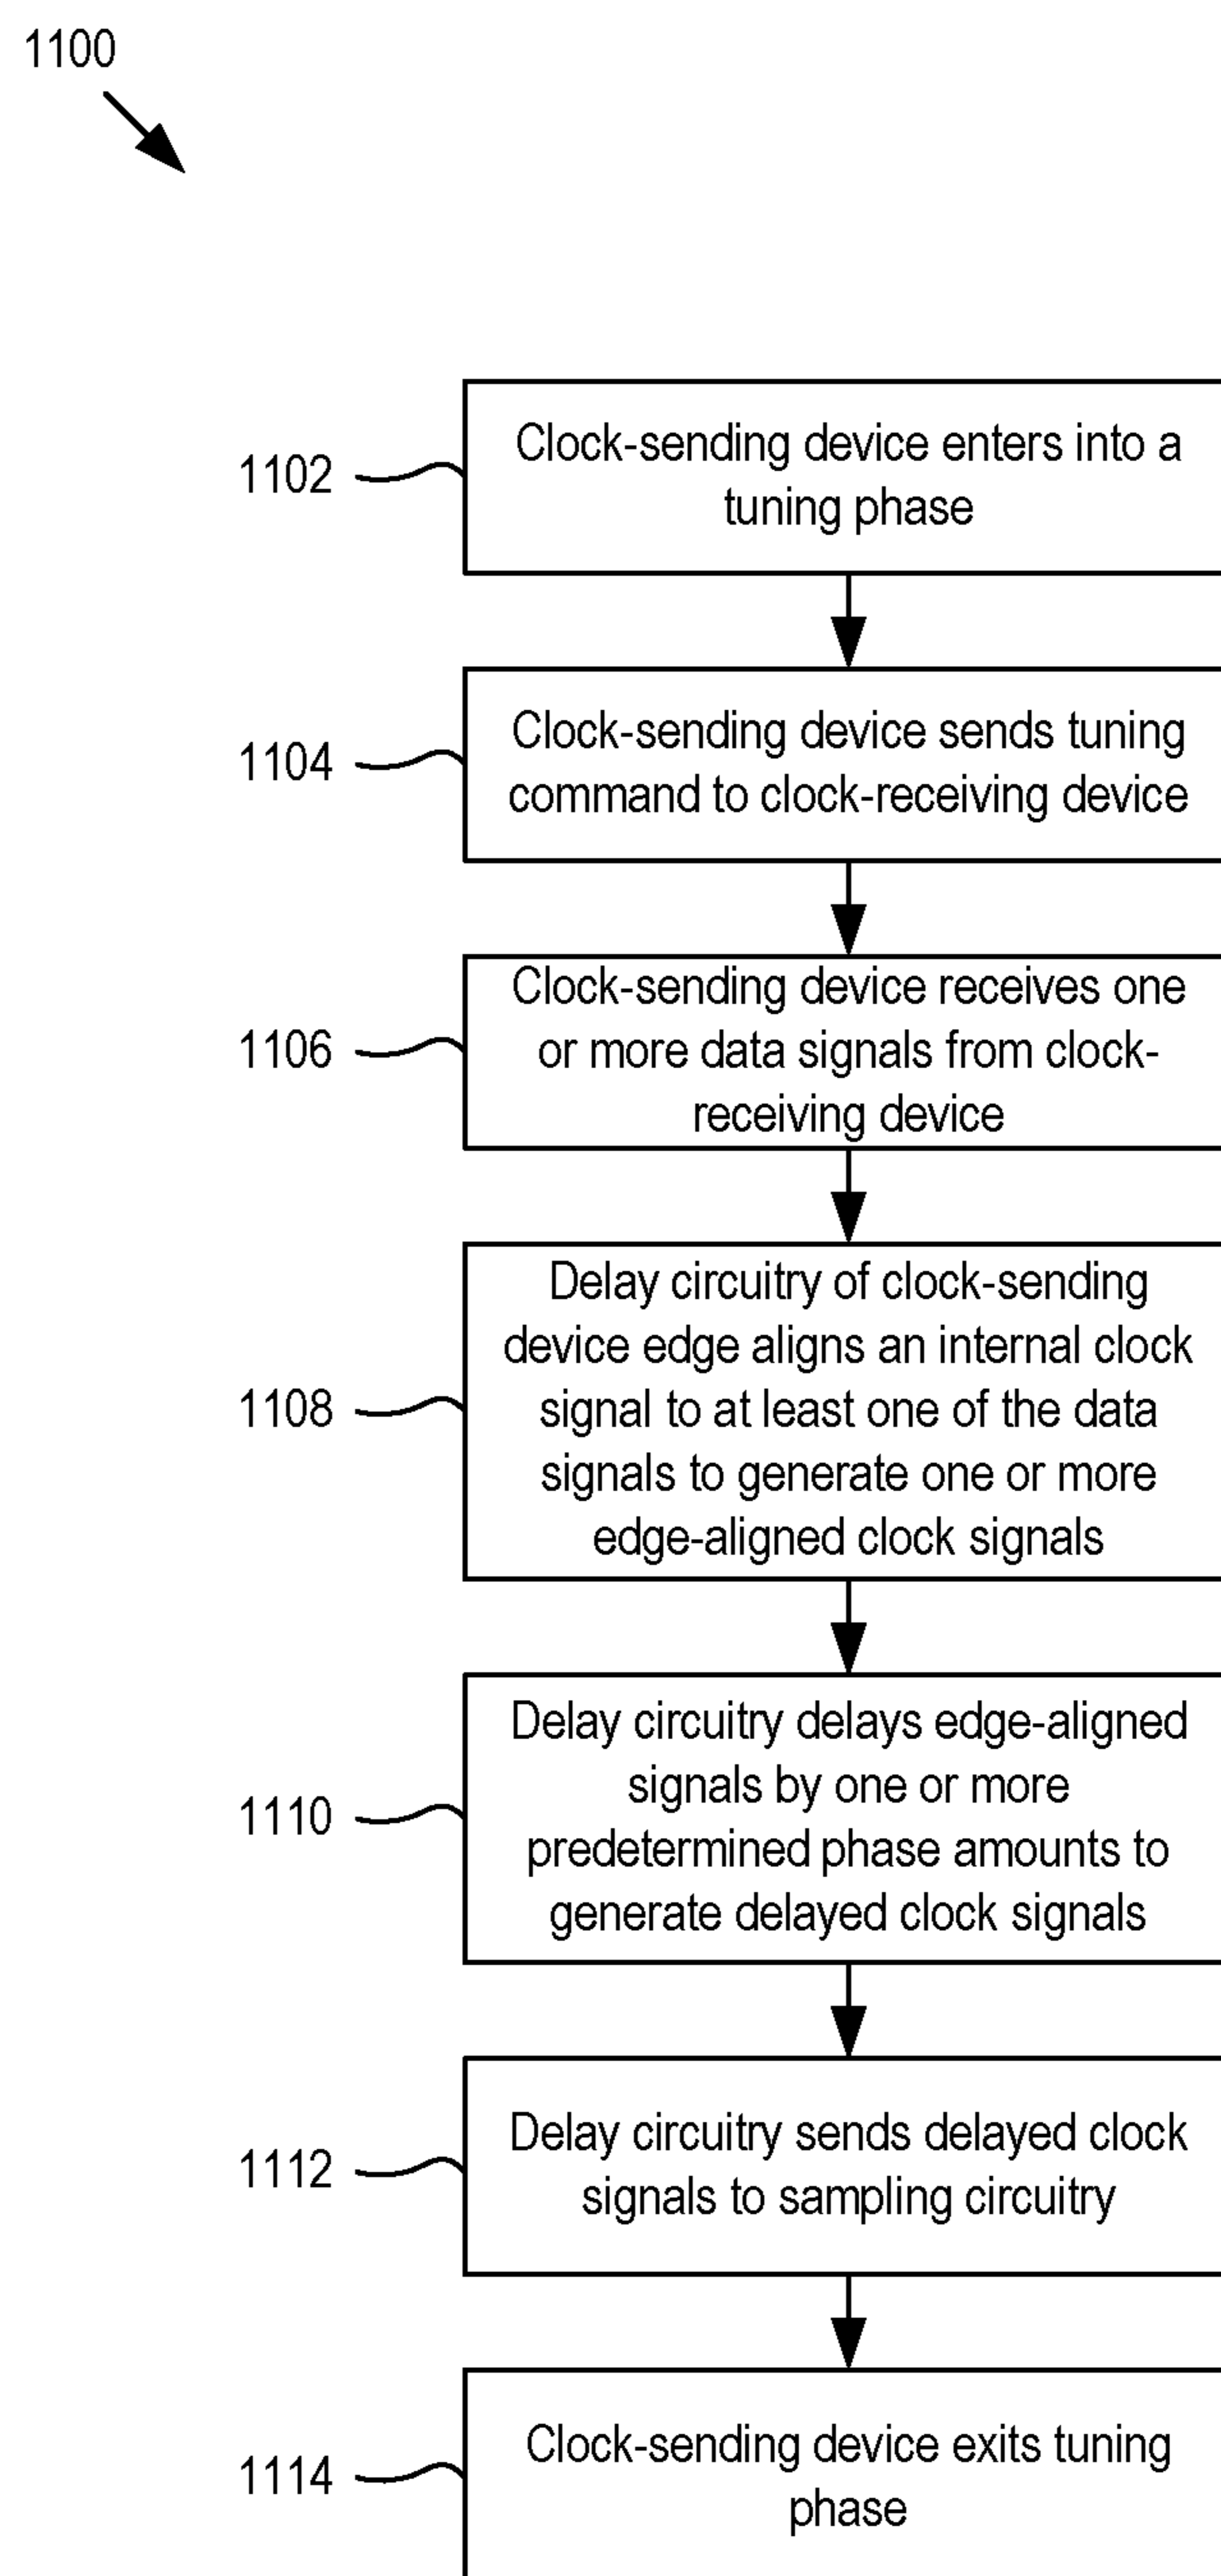 1100
1102
Clock-sending device enters into a
tuning phase
1104
Clock-sending device sends tuning
command to clock-receiving device
1106
Clock-sending device receives one
or more data signals from clock-
receiving device
1108
Delay circuitry of clock-sending
device edge aligns an internal clock
signal to at least one of the data
signals to generate one or more
edge-aligned clock signals
1110
Delay circuitry delays edge-aligned
signals by one or more
predetermined phase amounts to
generate delayed clock signals
1112
Delay circuitry sends delayed clock
signals to sampling circuitry
1114
Clock-sending device exits tuning
phase